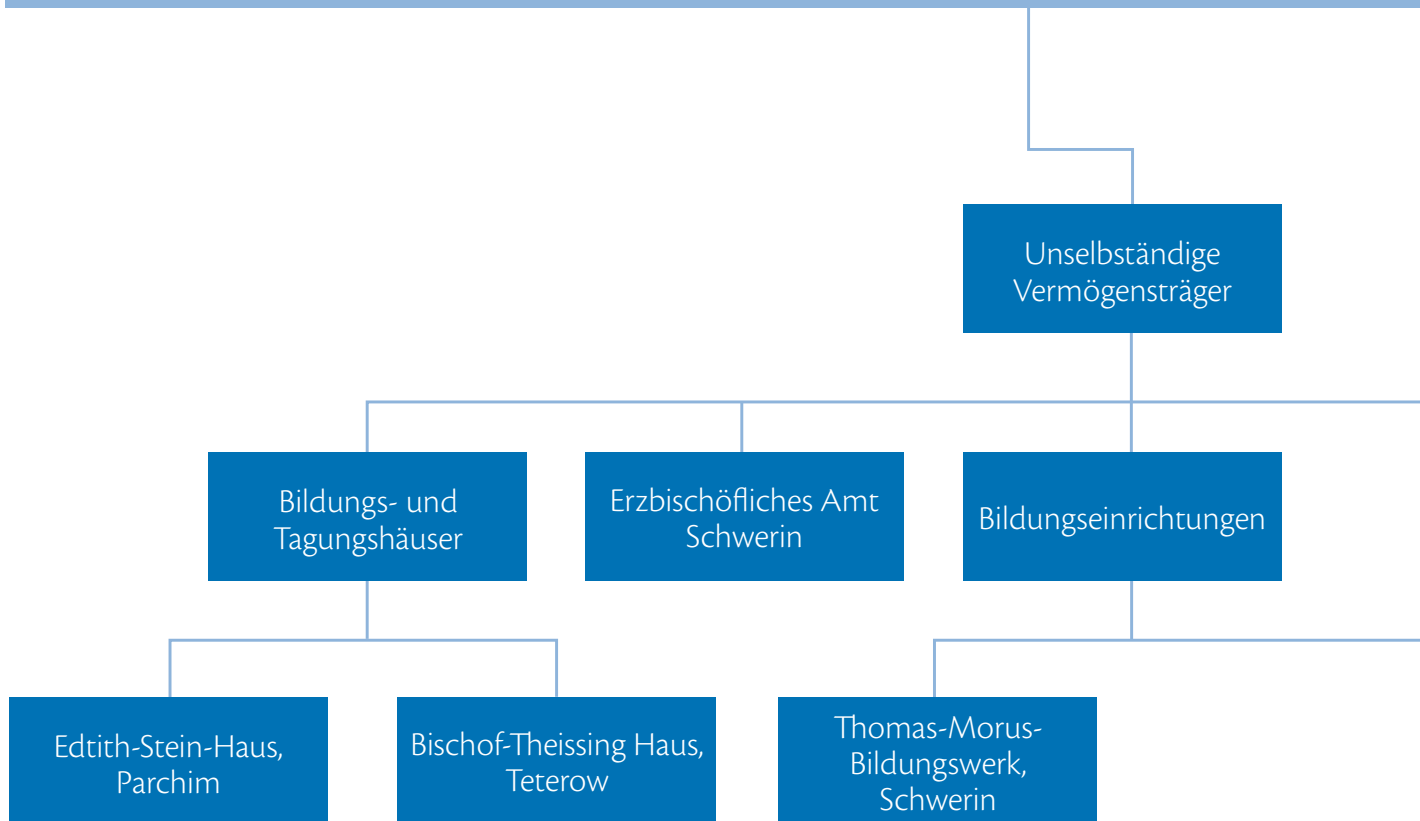 Unselbständige
Vermögensträger
Bildungs- und
Tagungshäuser
Erzbischöfliches Amt
Schwerin
Bildungseinrichtungen
Edtith-Stein-Haus,
Parchim
Bischof-Theissing Haus,
Teterow
Thomas-Morus-
Bildungswerk,
Schwerin